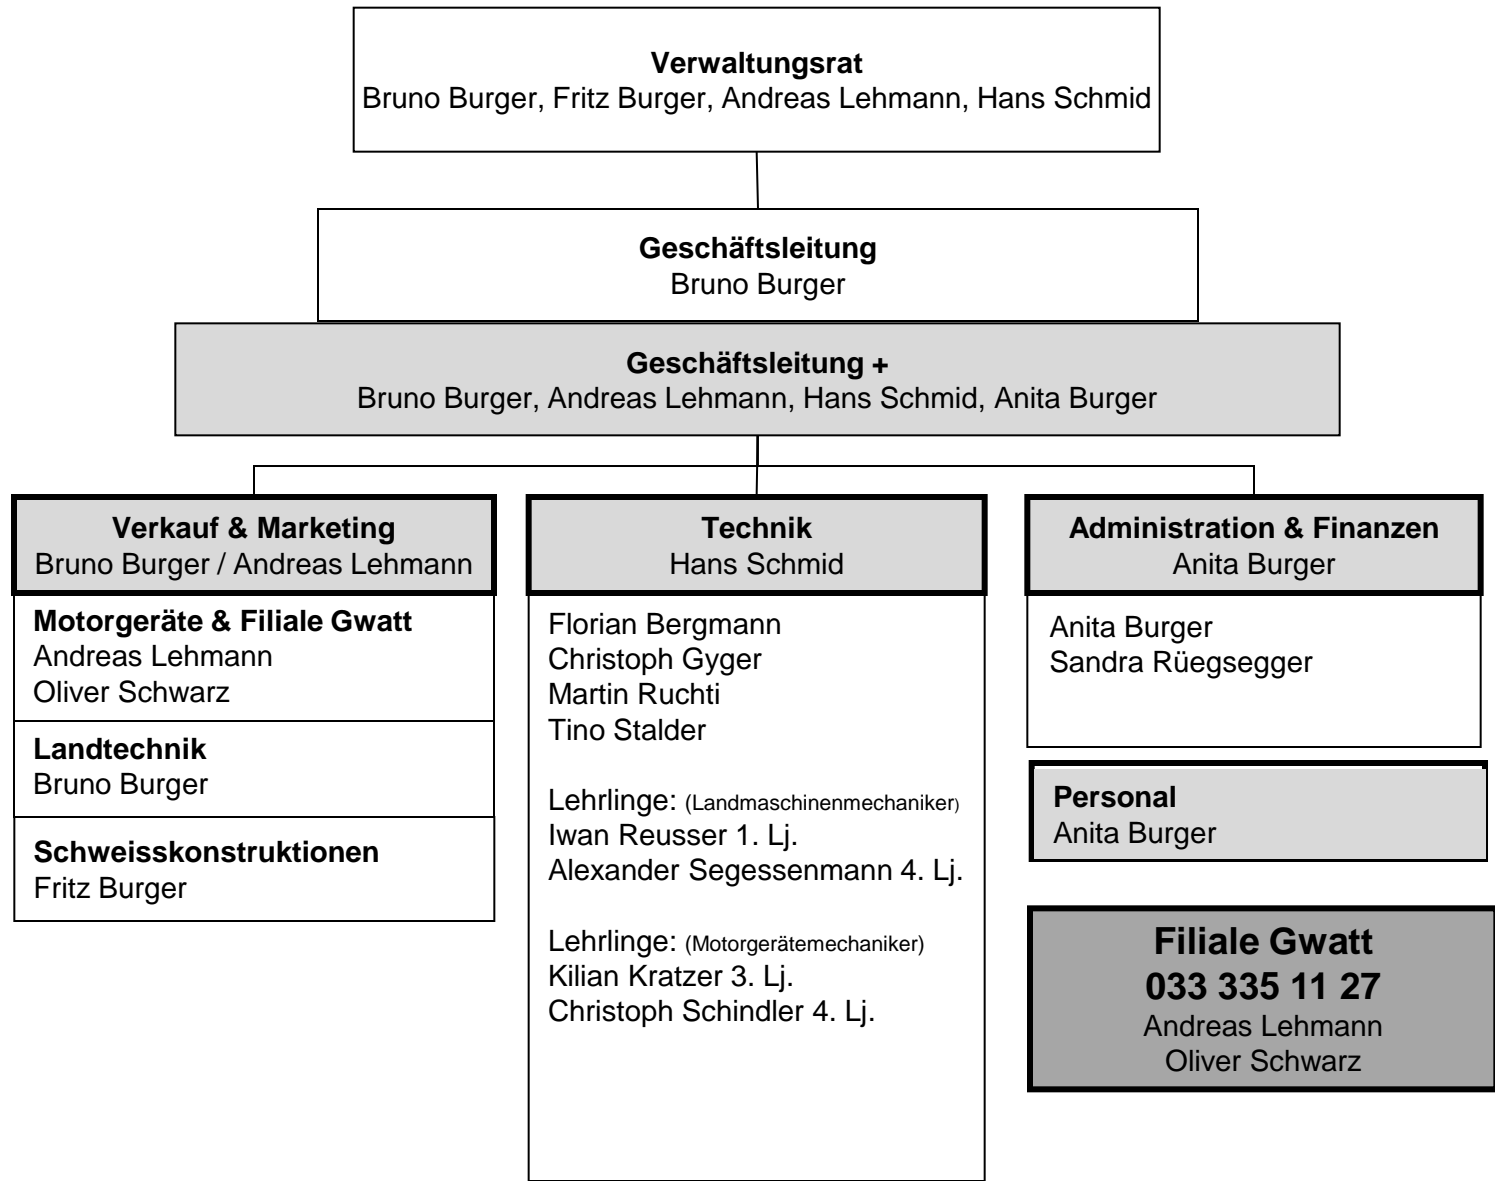 Verwaltungsrat
Bruno Burger, Fritz Burger, Andreas Lehmann, Hans Schmid
Geschäftsleitung
Bruno Burger
Geschäftsleitung +
Bruno Burger, Andreas Lehmann, Hans Schmid, Anita Burger
Verkauf & Marketing
Bruno Burger / Andreas Lehmann
Motorgeräte & Filiale Gwatt
Andreas Lehmann
Oliver Schwarz
Landtechnik
Bruno Burger
Schweisskonstruktionen
Fritz Burger
Technik
Hans Schmid
Florian Bergmann
Christoph Gyger
Martin Ruchti
Tino Stalder
Lehrlinge: (Landmaschinenmechaniker)
Iwan Reusser 1. Lj.
Alexander Segessenmann 4. Lj.
Lehrlinge: (Motorgerätemechaniker)
Kilian Kratzer 3. Lj.
Christoph Schindler 4. Lj.
Administration & Finanzen
Anita Burger
Anita Burger
Sandra Rüegsegger
Personal
Anita Burger
Filiale Gwatt
033 335 11 27
Andreas Lehmann
Oliver Schwarz